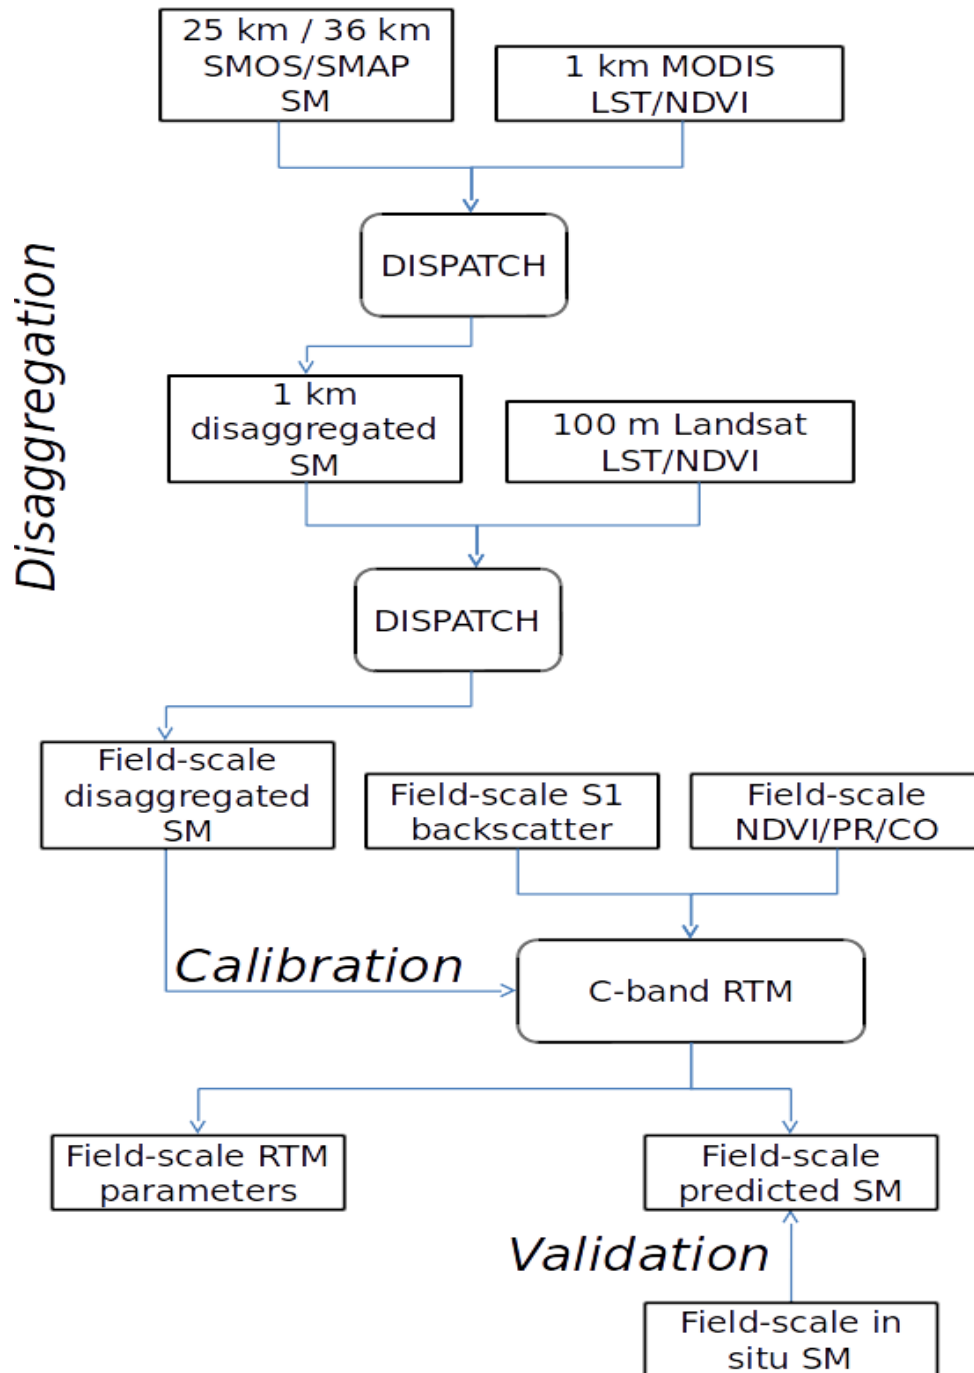 25 km / 36 km
SMOS/SMAP
SM
1 km MODIS
LST/NDVI
DISPATCH
Disaggregation
1 km
disaggregated
SM
100 m Landsat
LST/NDVI
DISPATCH
Field-scale
disaggregated
SM
Field-scale S1
backscatter
Field-scale
NDVI/PR/CO
Calibration
C-band RTM
Field-scale RTM
parameters
Field-scale
predicted SM
Validation
Field-scale in
situ SM